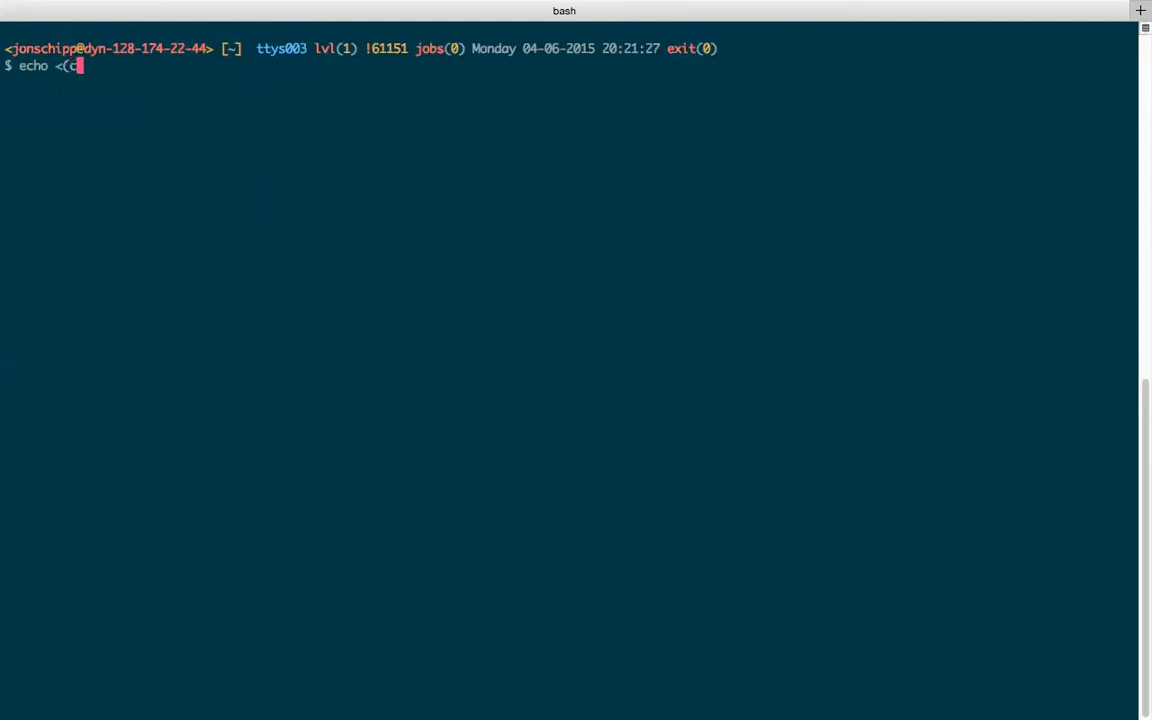 bash
<jonschipp@dyn-128-174-22-44> [~] ttys003 lvl(1) !61151 jobs(0) Monday 04-06-2015 20:21:27 exit(0)
$ echo <(c